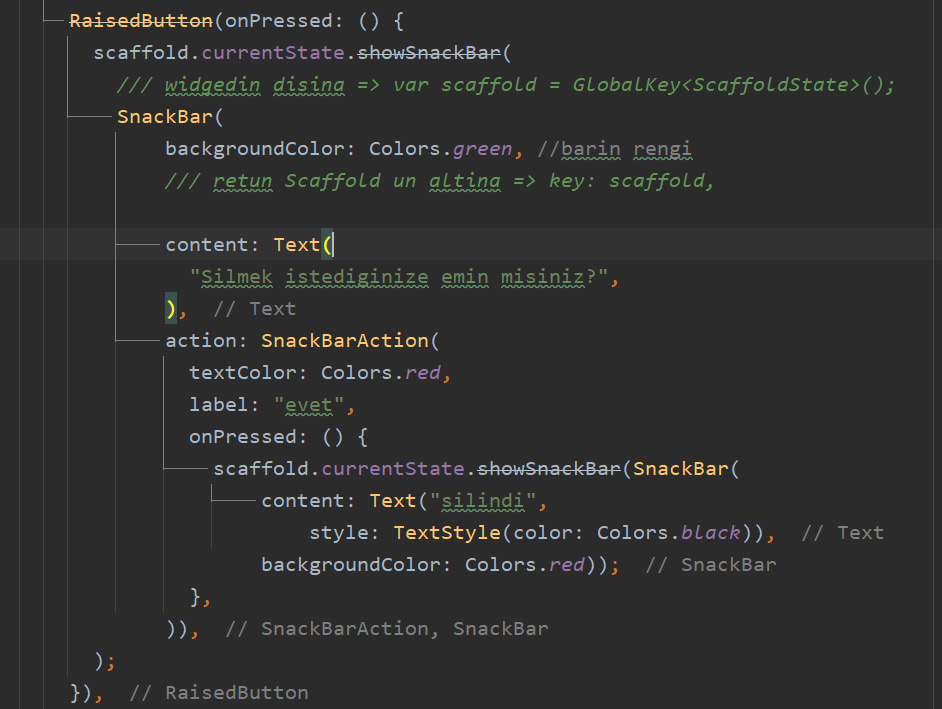 RaisedButton(onPressed: () {
scaffold.currentState.showSnackBar(
/// widgedin disina => var scaffold = GlobalKey<ScaffoldState>();
SnackBar(
backgroundColor: Colors.green, //barin rengi
/// retun Scaffold un altina => key: scaffold,
content: Text(
"Silmek istediginize emin misiniz?",
), // Text
action: SnackBarAction(
textColor: Colors.red,
label: "evet",
onPressed: () {
scaffold.currentState.showSnackBar(SnackBar(
content: Text("silindi",
style: TextStyle(color: Colors.black)), // Text
backgroundColor: Colors.red)); // SnackBar
},
)), // SnackBarAction, SnackBar
);
}), // RaisedButton